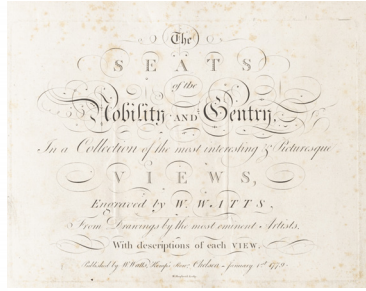 The
SEATS
of the
Nobility AND Gentry,
In a Collection of the most interesting & Picturesque
VIEWS,
Engraved by W. WATTS,
From Drawings by the most eminent Artists,
With descriptions of each VIEW.
Published by W. Watts, Kemp's Row, Chelsea, January 1st 1779.